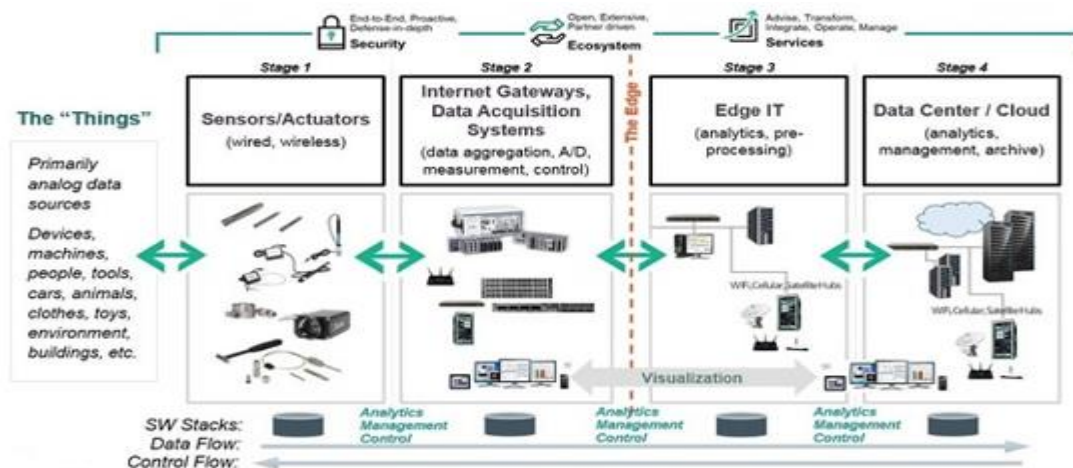 End-to-End, Proactive,
Defense-in-depth
Security
Open, Extensive,
Partner driven
Ecosystem
Advise, Transform,
Integrate, Operate, Manage
Services
The "Things"
Primarily
analog data
sources
Devices,
machines,
people, tools,
cars, animals,
clothes, toys,
environment,
buildings, etc.
Stage 1
Sensors/Actuators
(wired, wireless)
Stage 2
Internet Gateways,
Data Acquisition
Systems
(data aggregation, A/D,
measurement, control)
The Edge
Stage 3
Edge IT
(analytics, pre-
processing)
Stage 4
Data Center / Cloud
(analytics,
management, archive)
WiFi, Cellular, Satellite Hubs
WiFi, Cellular, Satellite Hubs
Visualization
SW Stacks:
Analytics
Management
Control
Analytics
Management
Control
Analytics
Management
Control
Data Flow:
Control Flow: